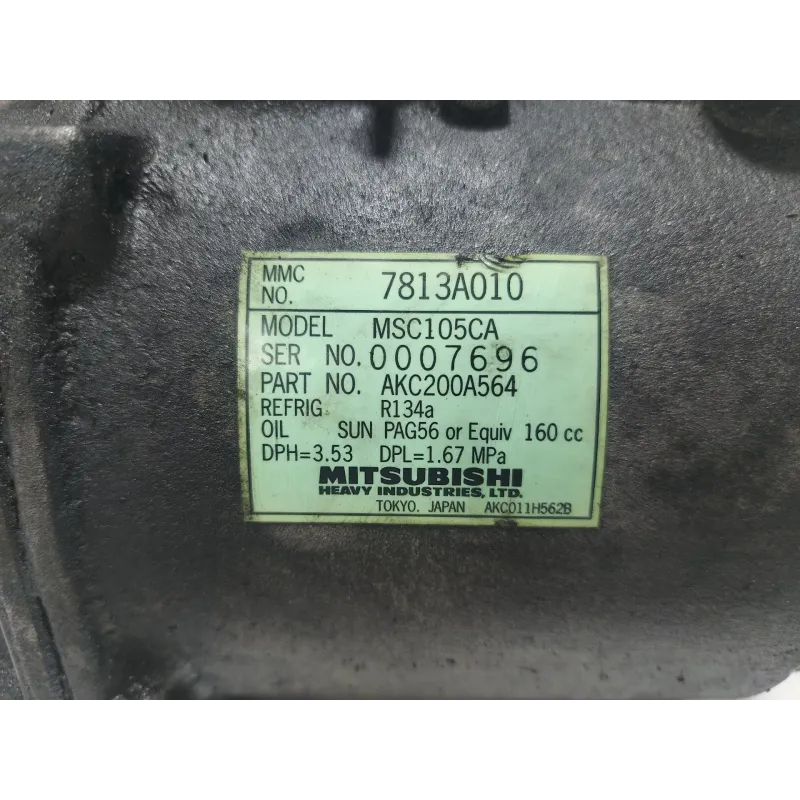 MMC NO. 7813A010
MODEL MSC105CA
SER NO. 0007696
PART NO. AKC200A564
REFRIG R134a
OIL SUN PAG56 or Equiv 160 cc
DPH=3.53 DPL=1.67 MPa
MITSUBISHI
HEAVY INDUSTRIES, LTD.
TOKYO. JAPAN AKC011H562B